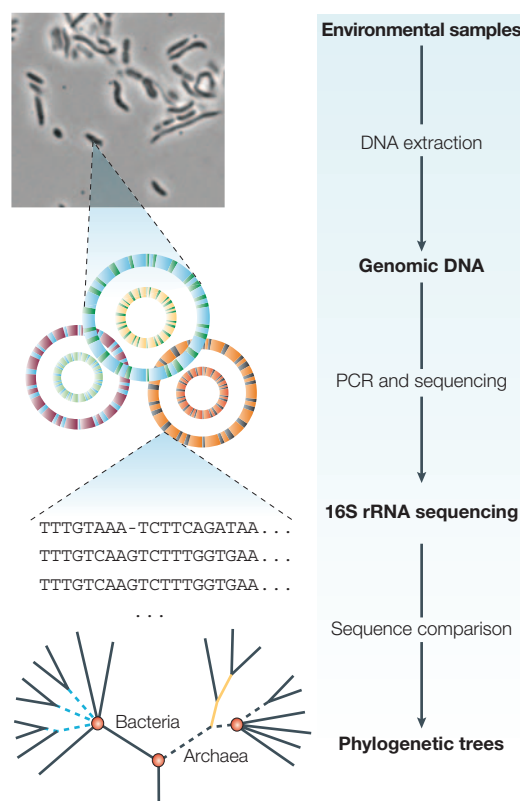 Environmental samples
DNA extraction
Genomic DNA
PCR and sequencing
16S rRNA sequencing
TTTGTAAA-TCTTCAGATAA...
TTTGTCAAGTCTTTGGTGAA...
TTTGTCAAGTCTTTGGTGAA...
...
Sequence comparison
Bacteria
Archaea
Phylogenetic trees